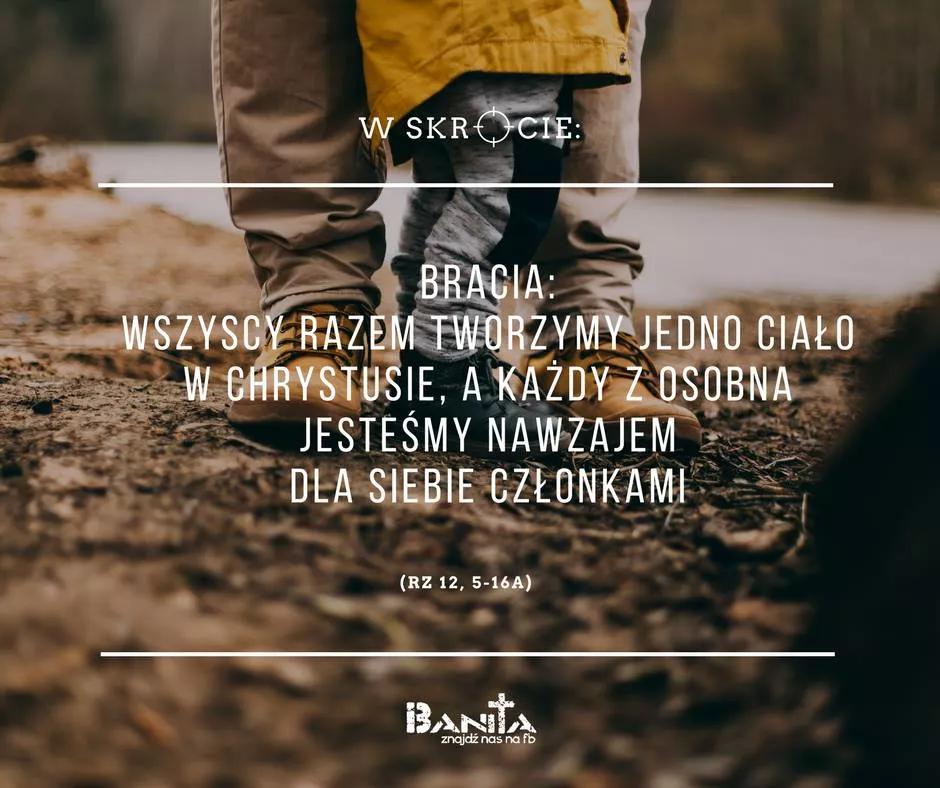 W SKRÓCIE:
BRACIA:
WSZYSCY RAZEM TWORZYMY JEDNO CIAŁO
W CHRYSTUSIE, A KAŻDY Z OSOBNA
JESTEŚMY NAWZAJEM
DLA SIEBIE CZŁONKAMI
(RZ 12, 5-16A)
BANITA
znajdź nas na fb